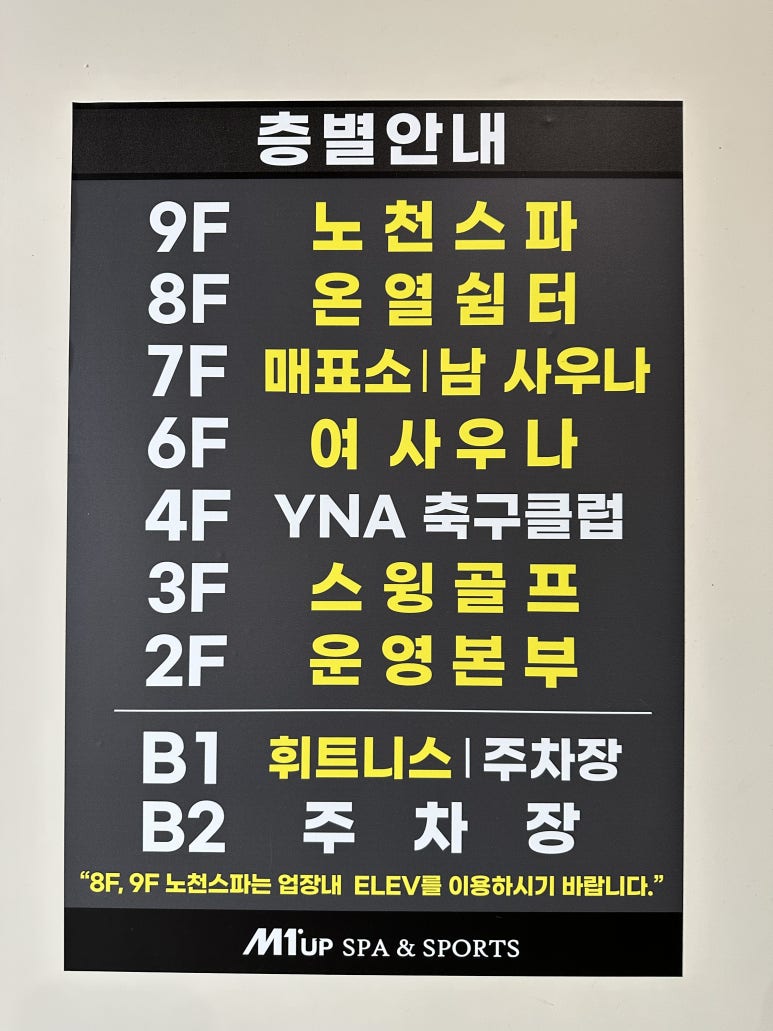 층별안내
9F 노천스파
8F 온열쉼터
7F 매표소|남 사우나
6F 여 사우나
4F YNA 축구클럽
3F 스윙골프
2F 운영본부
B1 휘트니스|주차장
B2 주차장
“8F, 9F 노천스파는 업장내 ELEV를 이용하시기 바랍니다.”
M1UP SPA & SPORTS